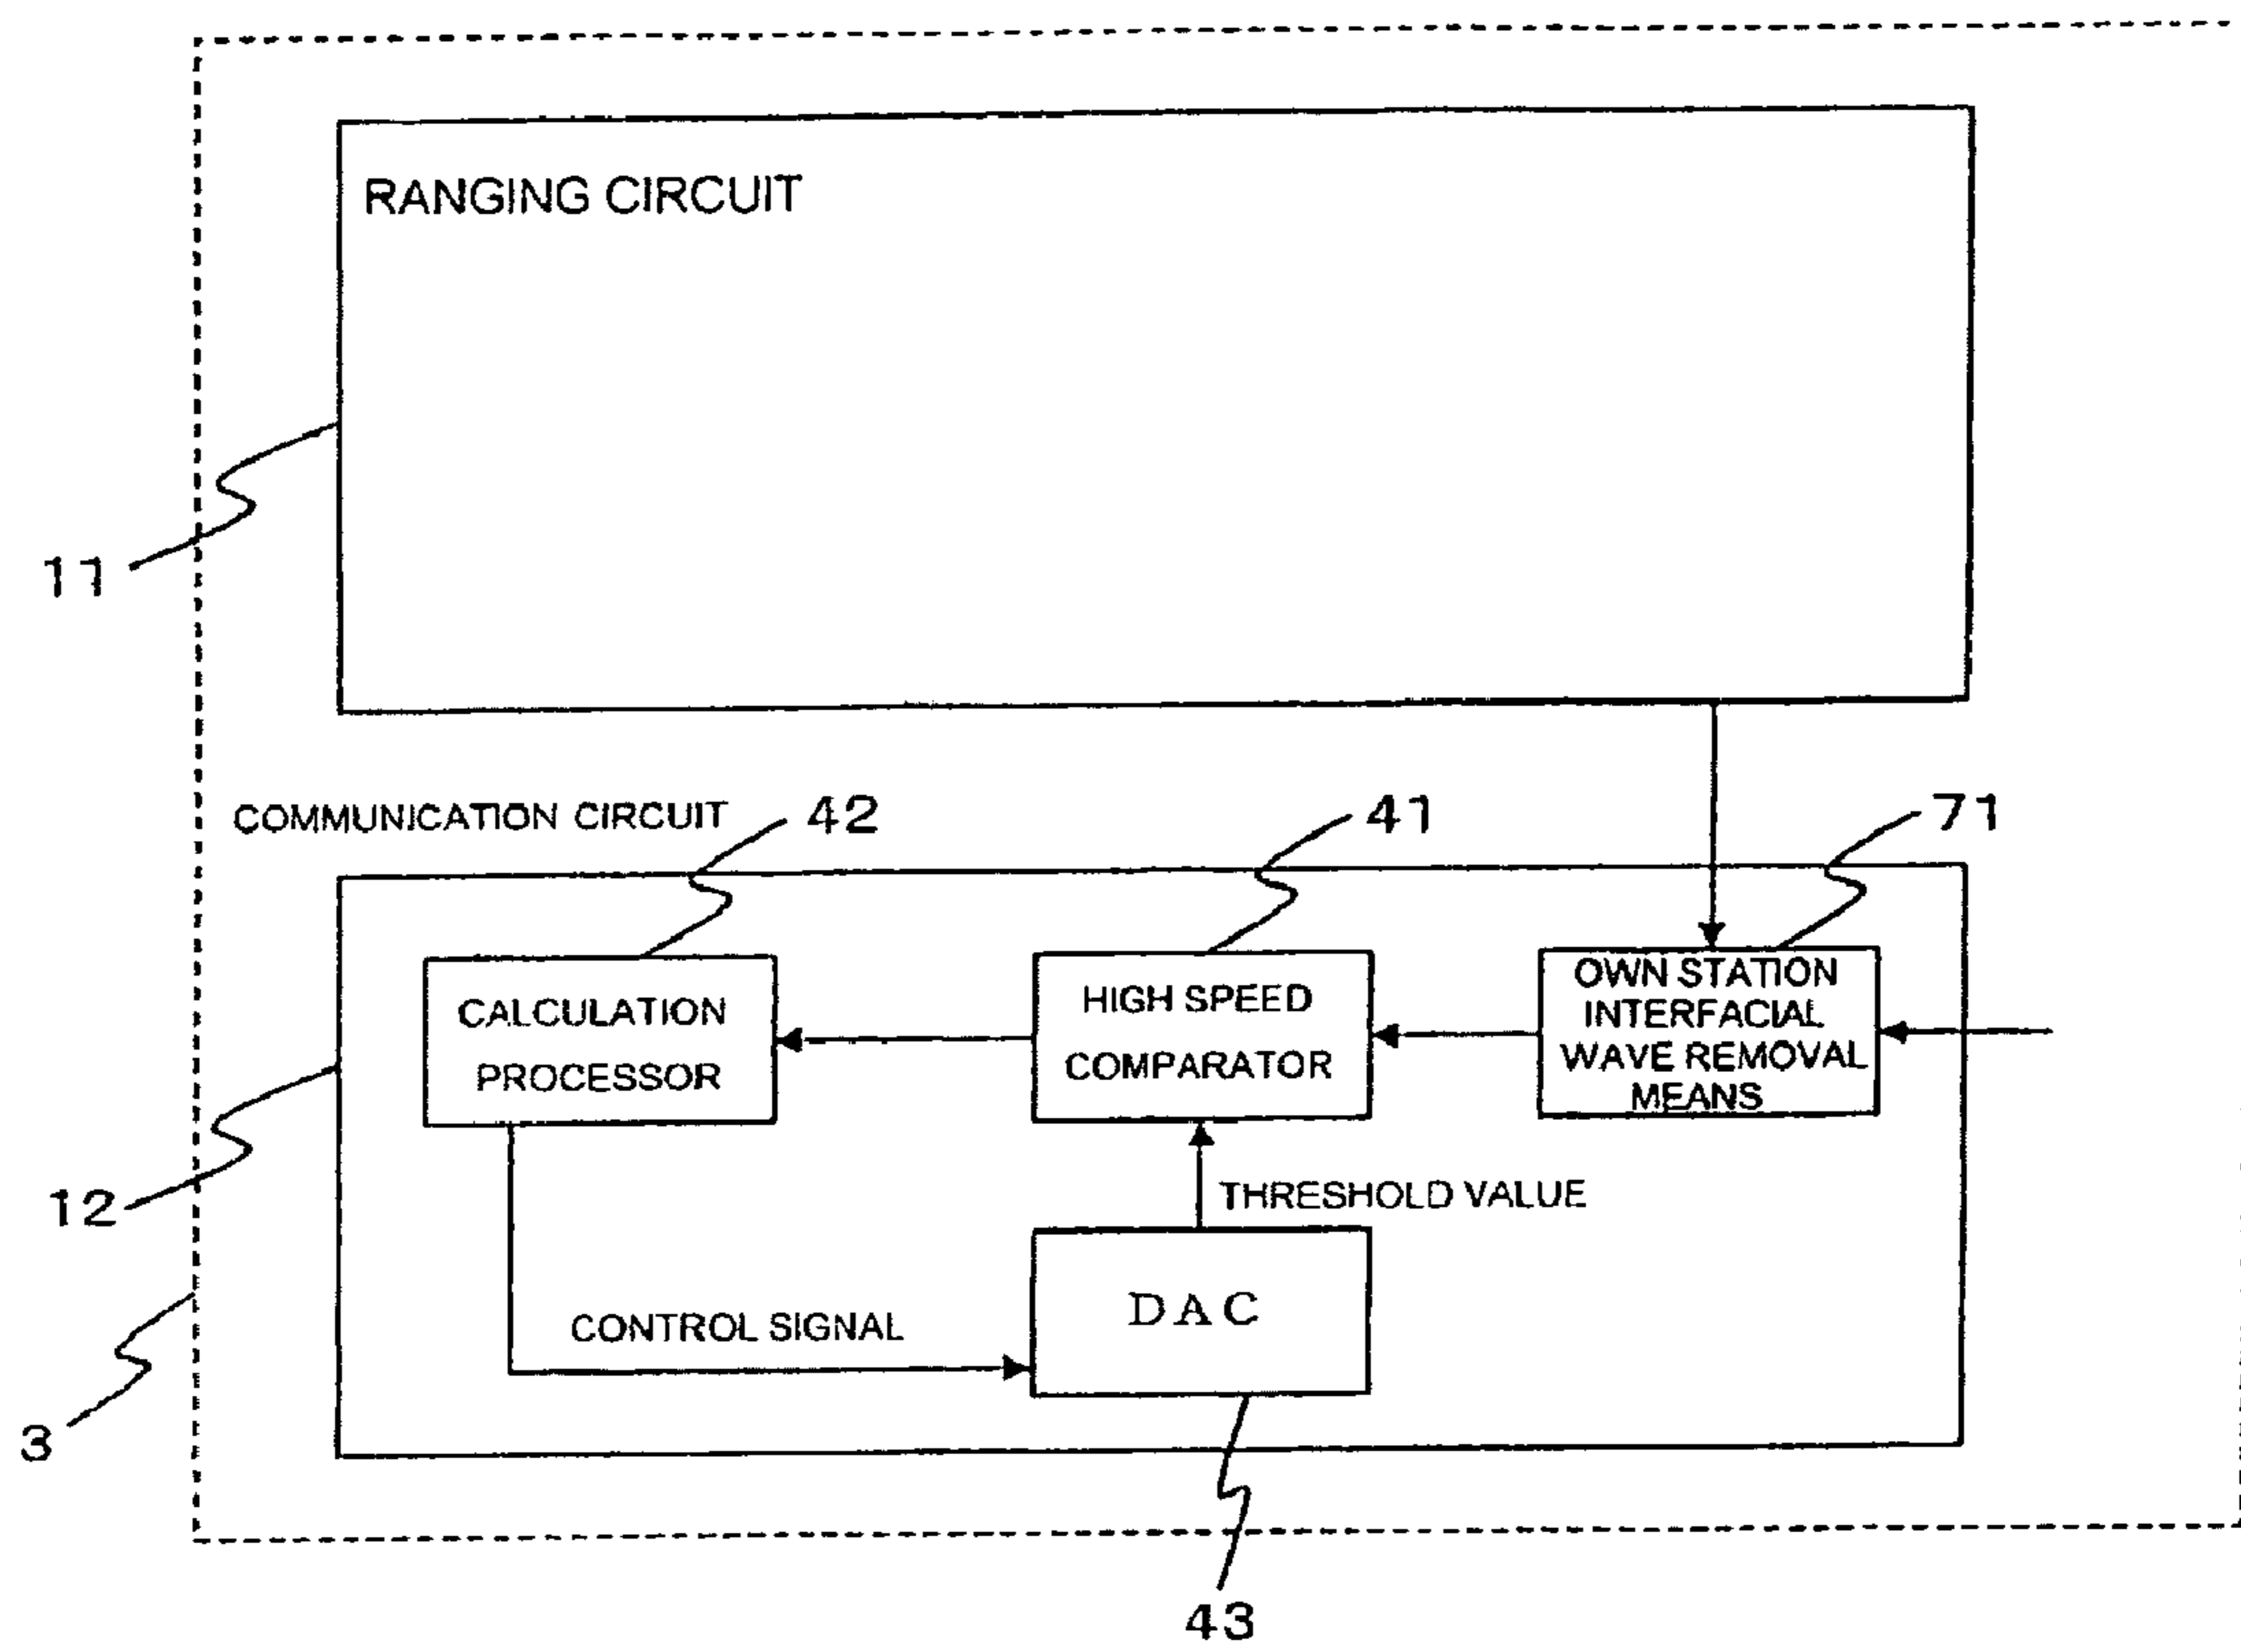 RANGING CIRCUIT
11
COMMUNICATION CIRCUIT
42
41
71
CALCULATION
PROCESSOR
HIGH SPEED
COMPARATOR
OWN STATION
INTERFACIAL
WAVE REMOVAL
MEANS
12
THRESHOLD VALUE
DAC
CONTROL SIGNAL
3
43